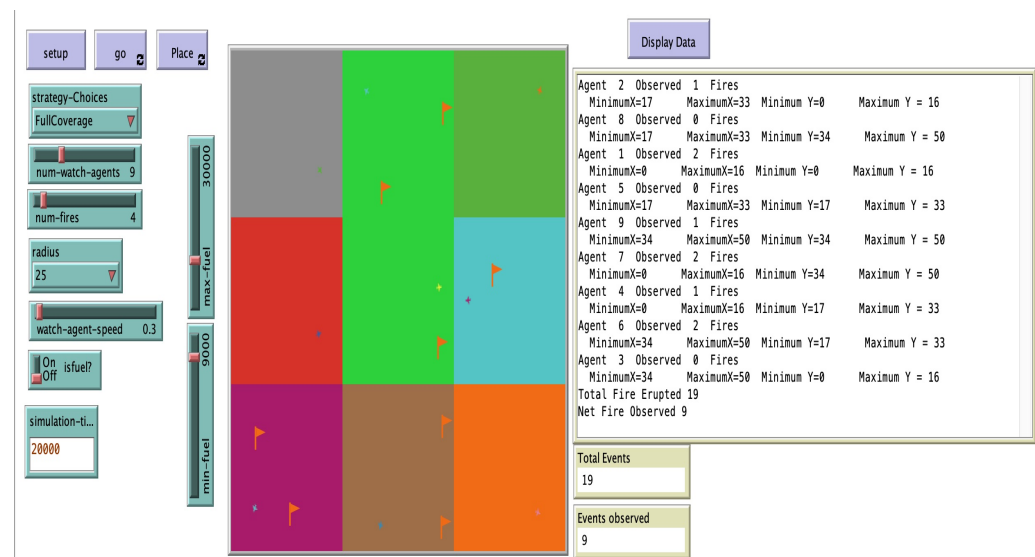 setup
go
Place
Display Data
strategy-Choices
FullCoverage
num-watch-agents 9
num-fires 4
radius
25
watch-agent-speed 0.3
On
Off
isfuel?
simulation-ti...
20000
max-fuel 30000
min-fuel 9000
Agent 2 Observed 1 Fires
MinimumX=17 MaximumX=33 Minimum Y=0 Maximum Y = 16
Agent 8 Observed 0 Fires
MinimumX=17 MaximumX=33 Minimum Y=34 Maximum Y = 50
Agent 1 Observed 2 Fires
MinimumX=0 MaximumX=16 Minimum Y=0 Maximum Y = 16
Agent 5 Observed 0 Fires
MinimumX=17 MaximumX=33 Minimum Y=17 Maximum Y = 33
Agent 9 Observed 1 Fires
MinimumX=34 MaximumX=50 Minimum Y=34 Maximum Y = 50
Agent 7 Observed 2 Fires
MinimumX=0 MaximumX=16 Minimum Y=34 Maximum Y = 50
Agent 4 Observed 1 Fires
MinimumX=0 MaximumX=16 Minimum Y=17 Maximum Y = 33
Agent 6 Observed 2 Fires
MinimumX=34 MaximumX=50 Minimum Y=17 Maximum Y = 33
Agent 3 Observed 0 Fires
MinimumX=34 MaximumX=50 Minimum Y=0 Maximum Y = 16
Total Fire Erupted 19
Net Fire Observed 9
Total Events
19
Events observed
9